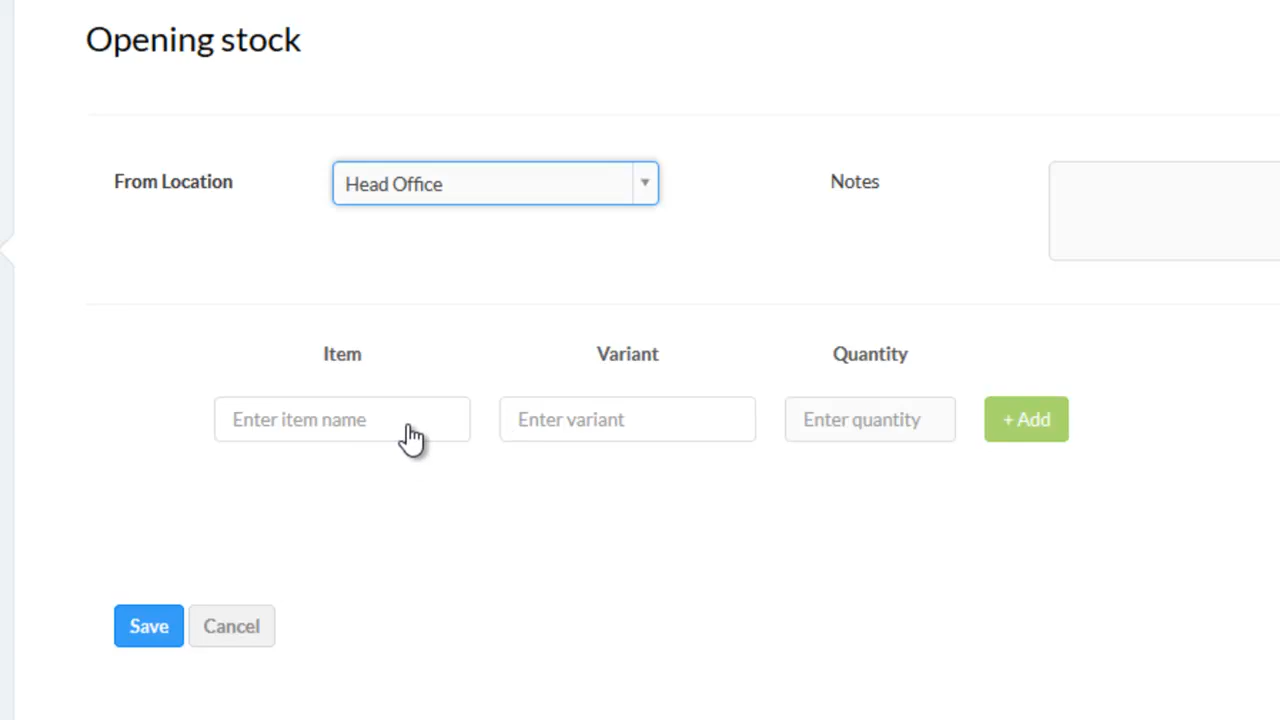 Opening stock
From Location
Head Office
Notes
Item
Variant
Quantity
Enter item name
Enter variant
Enter quantity
+ Add
Save
Cancel